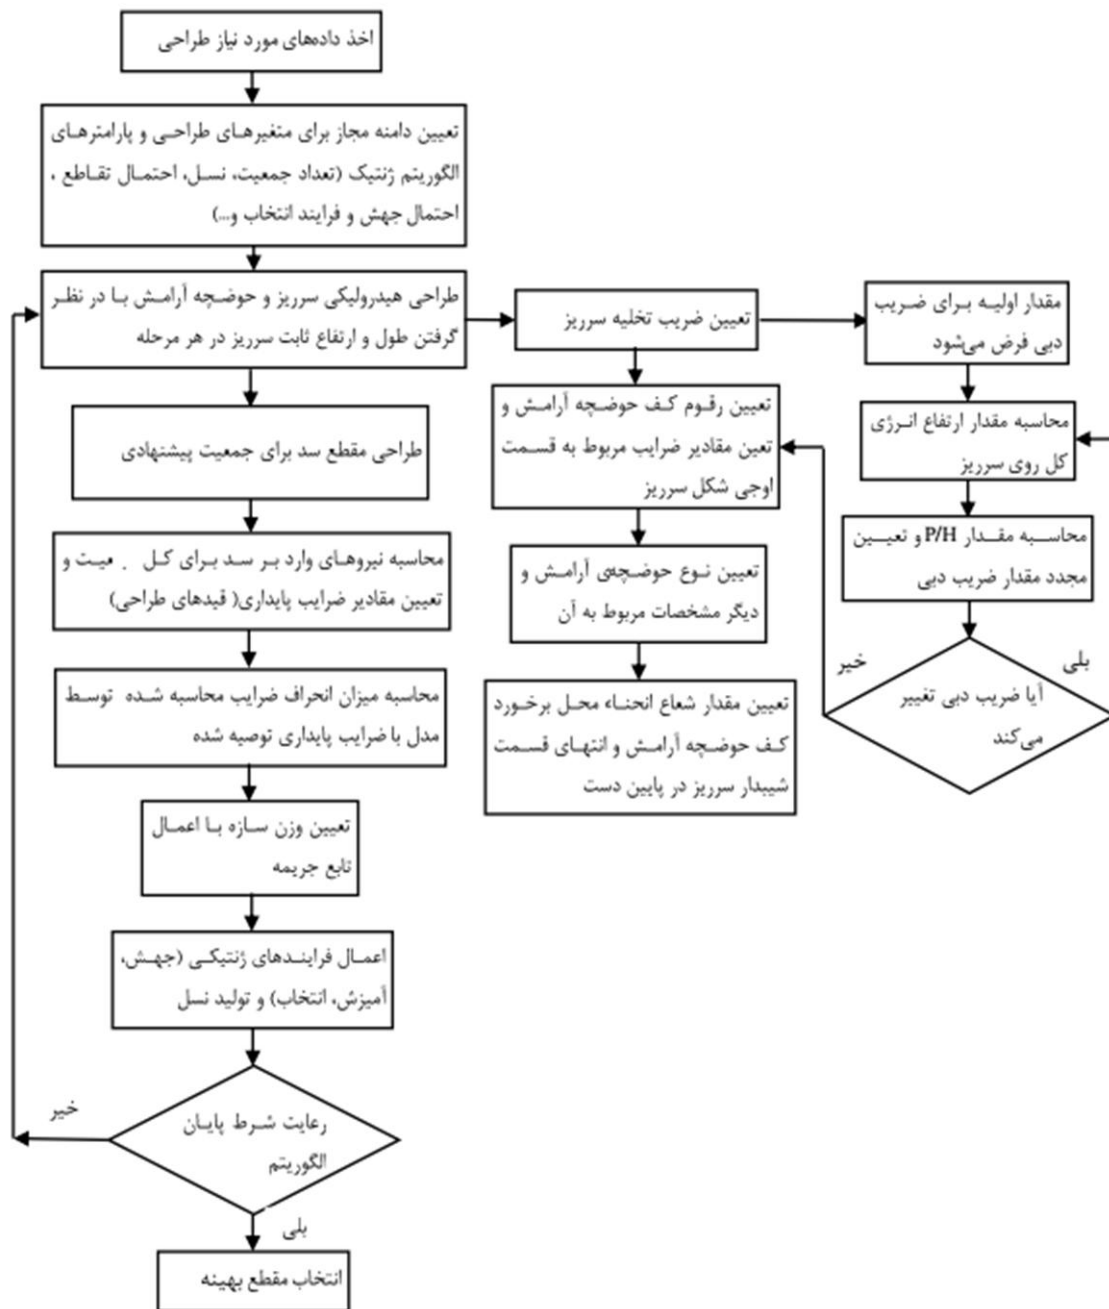 اخذ داده‌های مورد نیاز طراحی
تعیین دامنه مجاز برای متغیرهای طراحی و پارامترهای
الگوریتم ژنتیک (تعداد جمعیت، نسل، احتمال تقاطع ،
احتمال جهش و فرایند انتخاب و...)
طراحی هیدرولیکی سرریز و حوضچه آرامش با در نظر
گرفتن طول و ارتفاع ثابت سرریز در هر مرحله
طراحی مقطع سد برای جمعیت پیشنهادی
محاسبه نیروهای وارد بر سد برای کل میت و
تعیین مقادیر ضرایب پایداری( قیدهای طراحی)
محاسبه میزان انحراف ضرایب محاسبه شده توسط
مدل با ضرایب پایداری توصیه شده
تعیین وزن سازه با اعمال
تابع جریمه
اعمال فرایندهای ژنتیکی (جهش،
آمیزش، انتخاب) و تولید نسل
رعایت شرط پایان
الگوریتم
خیر
بلی
انتخاب مقطع بهینه
تعیین ضریب تخلیه سرریز
تعیین رقوم کف حوضچه آرامش و
تعین مقادیر ضرایب مربوط به قسمت
اوجی شکل سرریز
تعیین نوع حوضچه‌ی آرامش و
دیگر مشخصات مربوط به آن
تعیین مقدار شعاع انحناء محل برخورد
کف حوضچه آرامش و انتهای قسمت
شیبدار سرریز در پایین دست
مقدار اولیه برای ضریب
دبی فرض می‌شود
محاسبه مقدار ارتفاع انرژی
کل روی سرریز
محاسبه مقدار P/H و تعیین
مجدد مقدار ضریب دبی
آیا ضریب دبی تغییر
می‌کند
خیر
بلی